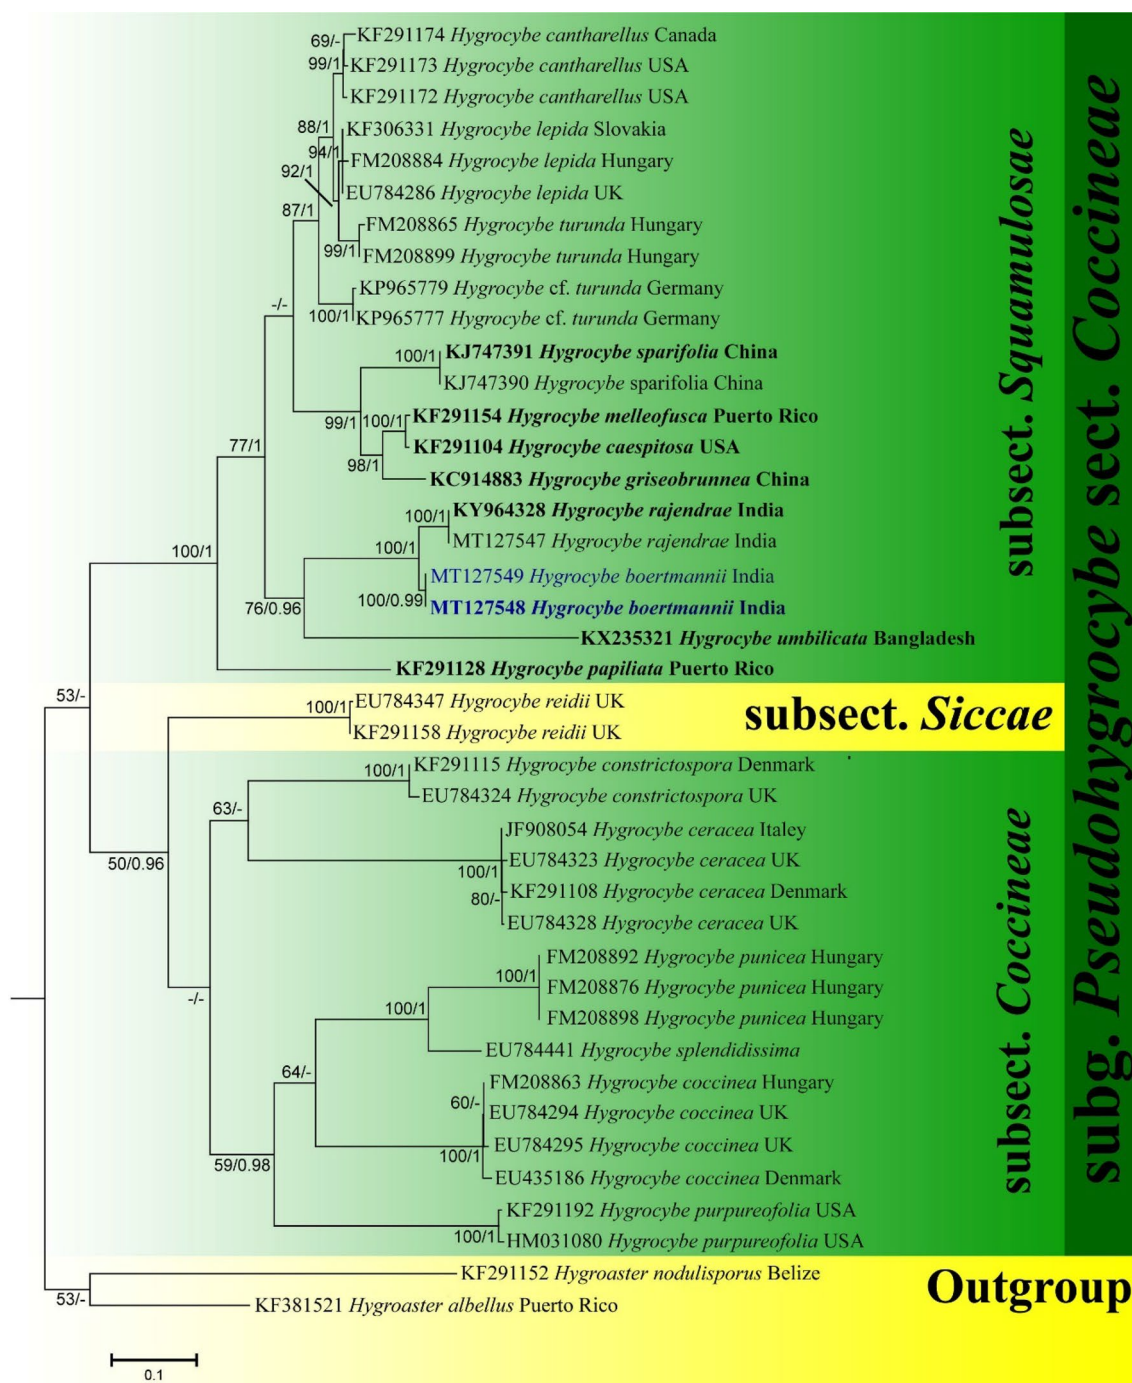 69/-
KF291174 Hygrocybe cantharellus Canada
99/1
KF291173 Hygrocybe cantharellus USA
KF291172 Hygrocybe cantharellus USA
88/1
KF306331 Hygrocybe lepida Slovakia
94/1
FM208884 Hygrocybe lepida Hungary
92/1
EU784286 Hygrocybe lepida UK
87/1
FM208865 Hygrocybe turunda Hungary
99/1
FM208899 Hygrocybe turunda Hungary
KP965779 Hygrocybe cf. turunda Germany
-/-
100/1
KP965777 Hygrocybe cf. turunda Germany
100/1
KJ747391 Hygrocybe sparifolia China
KJ747390 Hygrocybe sparifolia China
99/1
100/1
KF291154 Hygrocybe melleofusca Puerto Rico
KF291104 Hygrocybe caespitosa USA
77/1
98/1
KC914883 Hygrocybe griseobrunnea China
100/1
KY964328 Hygrocybe rajendrae India
MT127547 Hygrocybe rajendrae India
100/1
100/1
MT127549 Hygrocybe boertmannii India
100/0.99
MT127548 Hygrocybe boertmannii India
76/0.96
KX235321 Hygrocybe umbilicata Bangladesh
KF291128 Hygrocybe papiliata Puerto Rico
subsect. Squamulosae
53/-
EU784347 Hygrocybe reidii UK
100/1
KF291158 Hygrocybe reidii UK
subsect. Siccae
100/1
KF291115 Hygrocybe constrictospora Denmark
EU784324 Hygrocybe constrictospora UK
63/-
JF908054 Hygrocybe ceracea Italey
50/0.96
EU784323 Hygrocybe ceracea UK
100/1
KF291108 Hygrocybe ceracea Denmark
80/-
EU784328 Hygrocybe ceracea UK
FM208892 Hygrocybe punicea Hungary
100/1
FM208876 Hygrocybe punicea Hungary
-/-
100/1
FM208898 Hygrocybe punicea Hungary
EU784441 Hygrocybe splendidissima
64/-
FM208863 Hygrocybe coccinea Hungary
60/-
EU784294 Hygrocybe coccinea UK
EU784295 Hygrocybe coccinea UK
100/1
59/0.98
EU435186 Hygrocybe coccinea Denmark
KF291192 Hygrocybe purpureofolia USA
100/1
HM031080 Hygrocybe purpureofolia USA
subsect. Coccineae
subg. Pseudohygrocybe sect. Coccineae
KF291152 Hygroaster nodulisporus Belize
53/-
KF381521 Hygroaster albellus Puerto Rico
Outgroup
0.1